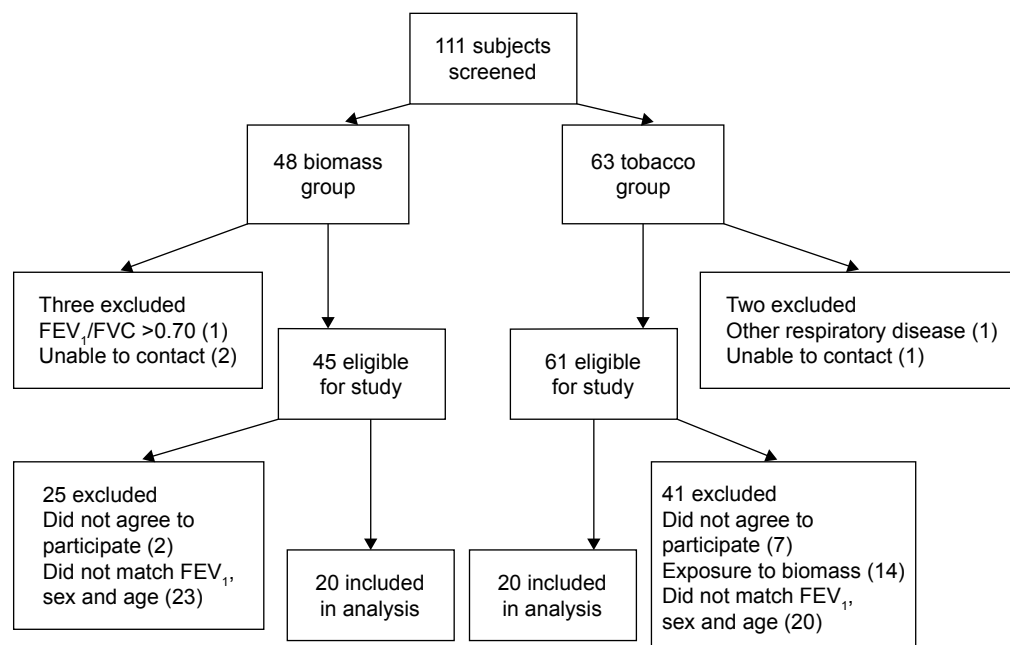 111 subjects
screened
48 biomass
group
63 tobacco
group
Three excluded
FEV₁/FVC >0.70 (1)
Unable to contact (2)
Two excluded
Other respiratory disease (1)
Unable to contact (1)
45 eligible
for study
61 eligible
for study
25 excluded
Did not agree to
participate (2)
Did not match FEV₁,
sex and age (23)
20 included
in analysis
20 included
in analysis
41 excluded
Did not agree to
participate (7)
Exposure to biomass (14)
Did not match FEV₁,
sex and age (20)